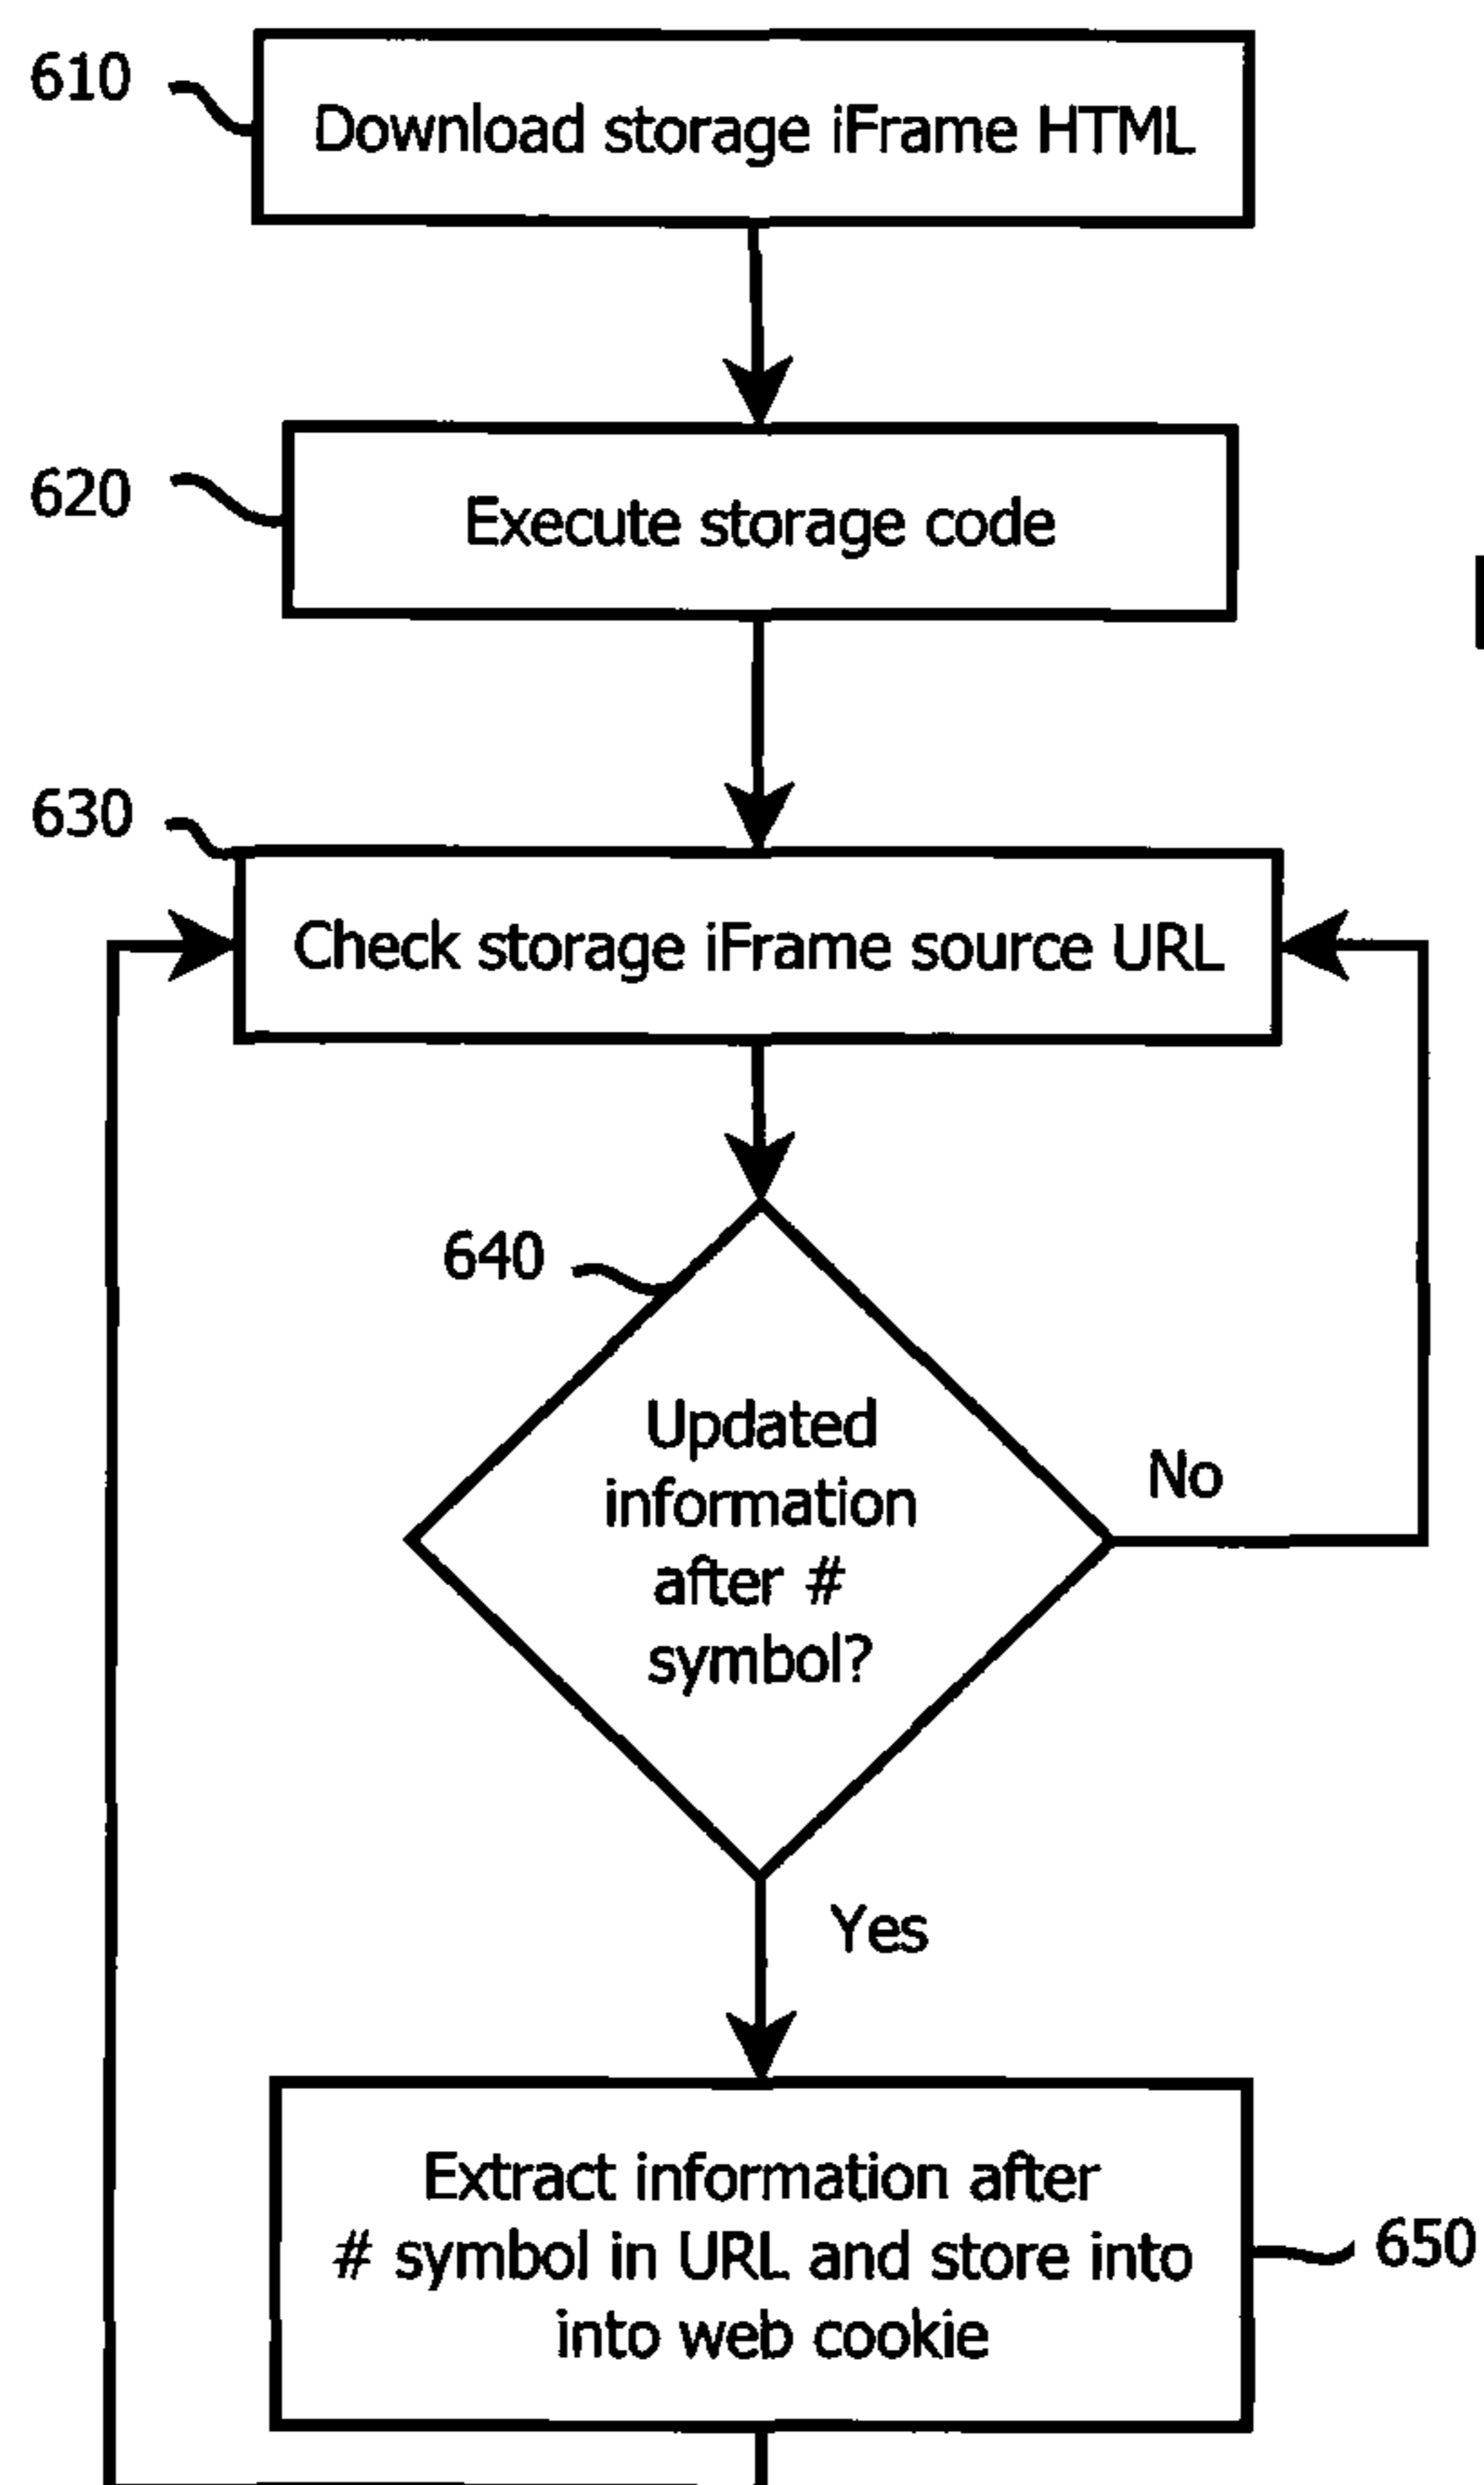 610
Download storage iFrame HTML
620
Execute storage code
630
Check storage iFrame source URL
640
Updated
information
after #
symbol?
No
Yes
Extract information after
# symbol in URL and store into
into web cookie
650